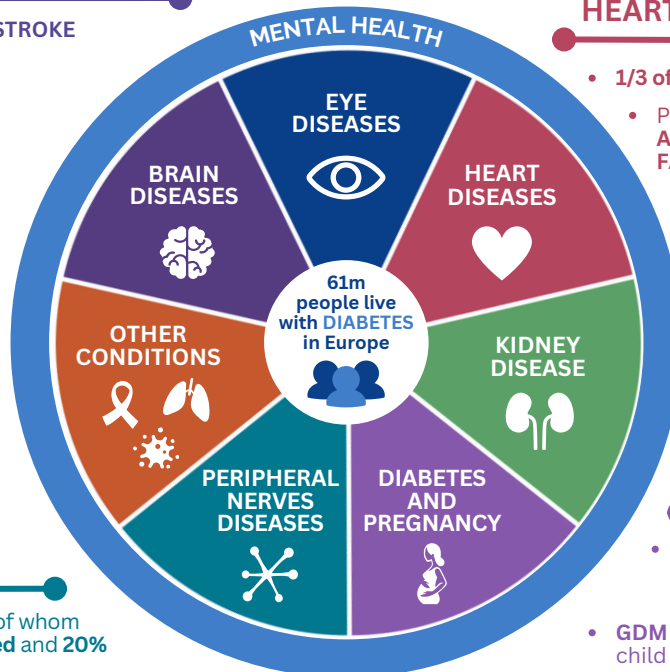 STROKE
HEART
1/3 of
MENTAL HEALTH
EYE
DISEASES
BRAIN
DISEASES
HEART
DISEASES
61m
people live
with DIABETES
in Europe
OTHER
CONDITIONS
KIDNEY
DISEASE
PERIPHERAL
NERVES
DISEASES
DIABETES
AND
PREGNANCY
of whom
ed and 20%
GDM
child